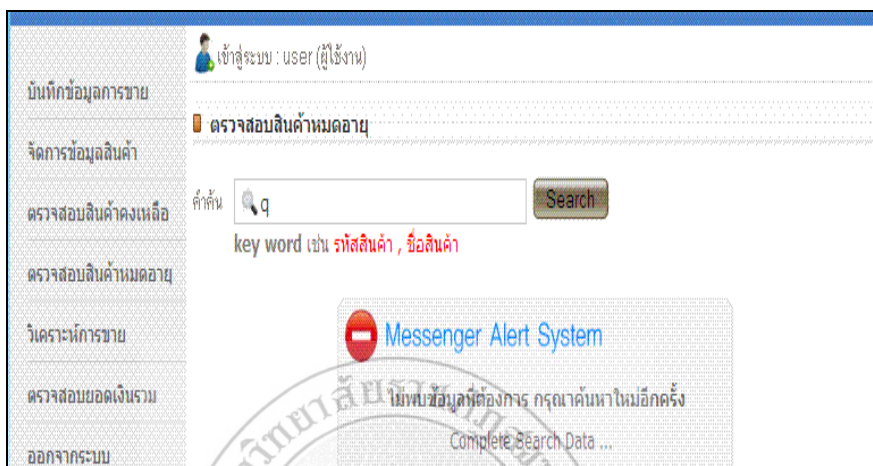 เข้าสู่ระบบ : user (ผู้ใช้งาน)
บันทึกข้อมูลการขาย
จัดการข้อมูลสินค้า
ตรวจสอบสินค้าคงเหลือ
ตรวจสอบสินค้าหมดอายุ
วิเคราะห์การขาย
ตรวจสอบยอดเงินรวม
ออกจากระบบ
ตรวจสอบสินค้าหมดอายุ
คำค้น q Search
key word เช่น รหัสสินค้า , ชื่อสินค้า
Messenger Alert System
ไม่พบข้อมูลที่ต้องการ กรุณาค้นหาใหม่อีกครั้ง
Complete Search Data ...